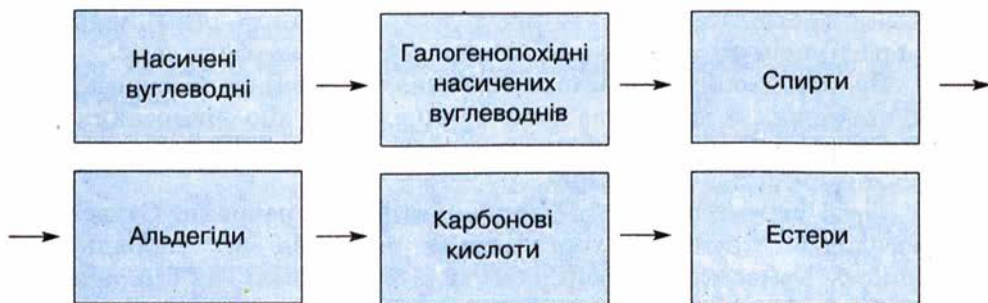 Насичені
вуглеводні
Галогенопохідні
насичених
вуглеводнів
Спирти
Альдегіди
Карбонові
кислоти
Естери